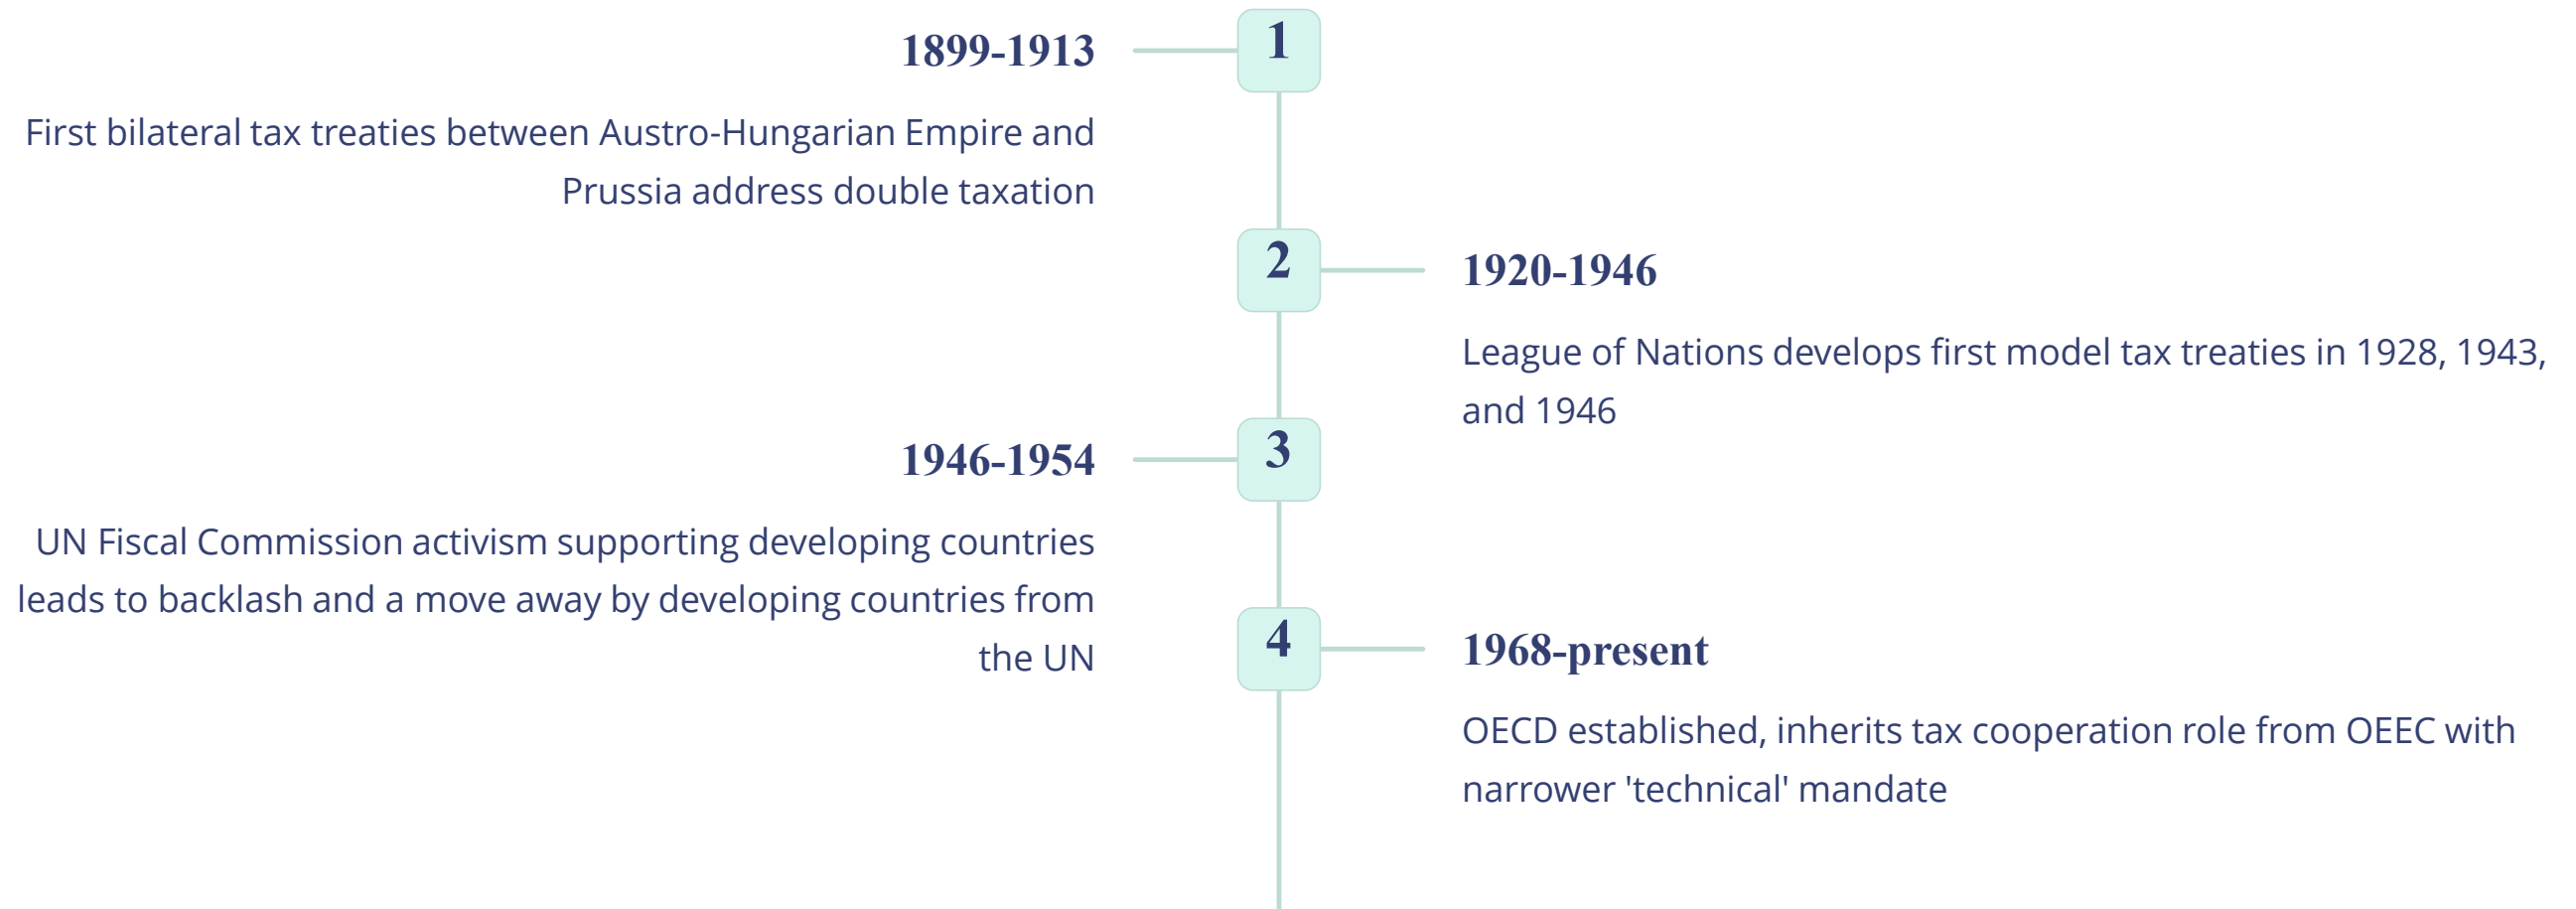 1
1899-1913
First bilateral tax treaties between Austro-Hungarian Empire and
Prussia address double taxation
2
1920-1946
League of Nations develops first model tax treaties in 1928, 1943,
and 1946
3
1946-1954
UN Fiscal Commission activism supporting developing countries
leads to backlash and a move away by developing countries from
the UN
4
1968-present
OECD established, inherits tax cooperation role from OEEC with
narrower 'technical' mandate